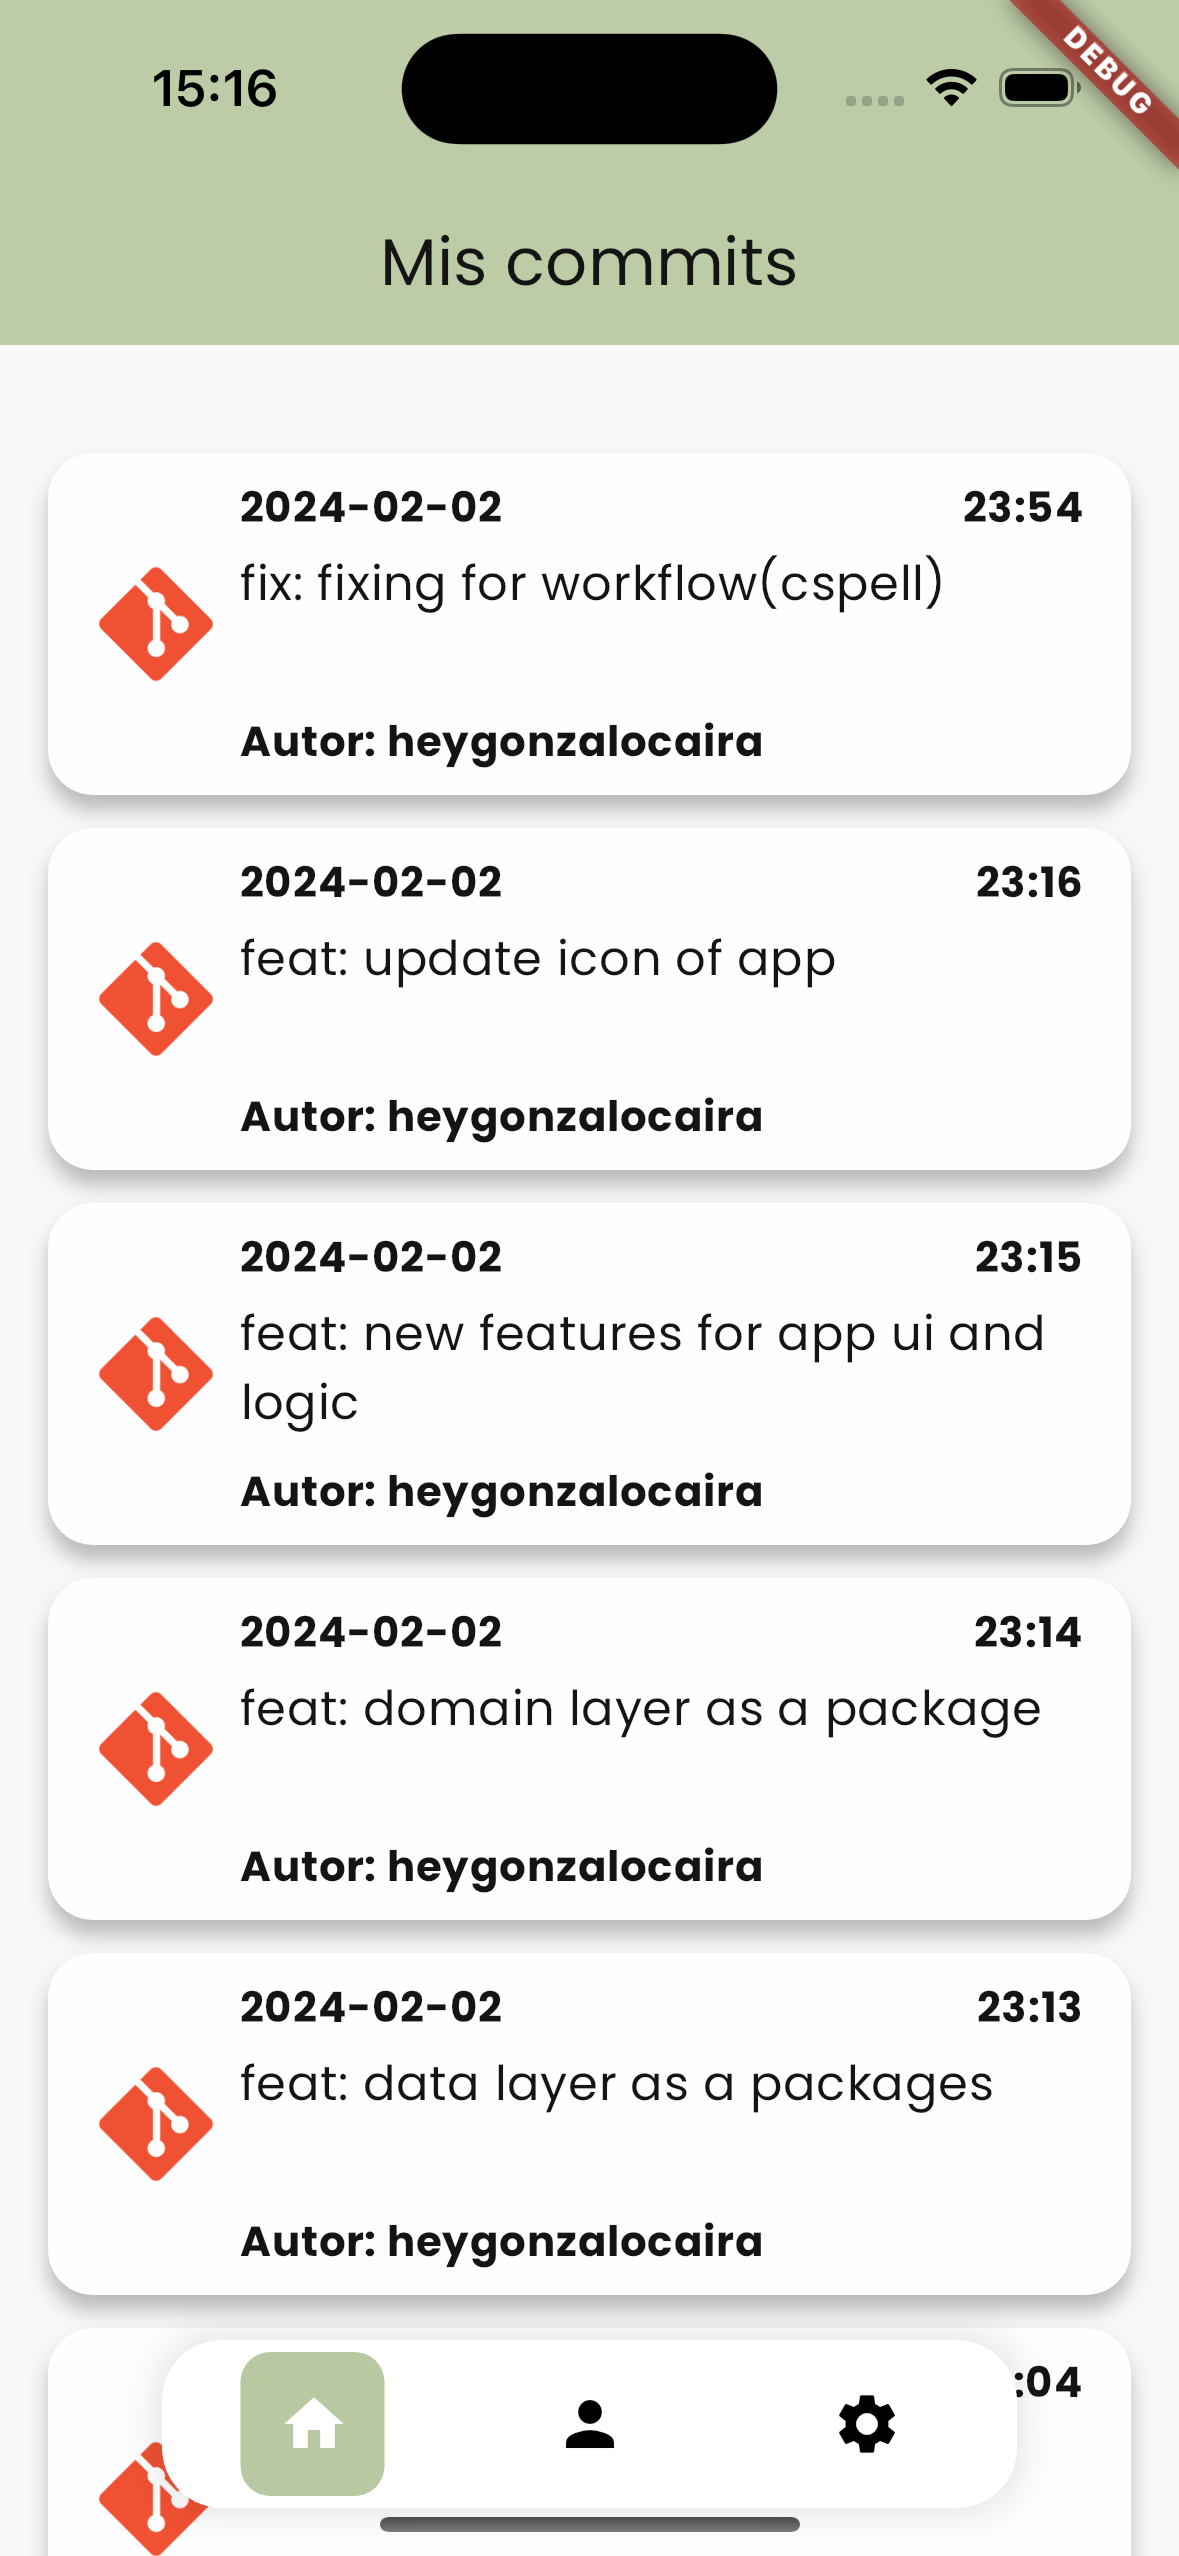 15:16
DEBUG
Mis commits
2024-02-02 23:54
fix: fixing for workflow(cspell)
Autor: heygonzalocaira
2024-02-02 23:16
feat: update icon of app
Autor: heygonzalocaira
2024-02-02 23:15
feat: new features for app ui and
logic
Autor: heygonzalocaira
2024-02-02 23:14
feat: domain layer as a package
Autor: heygonzalocaira
2024-02-02 23:13
feat: data layer as a packages
Autor: heygonzalocaira
:04